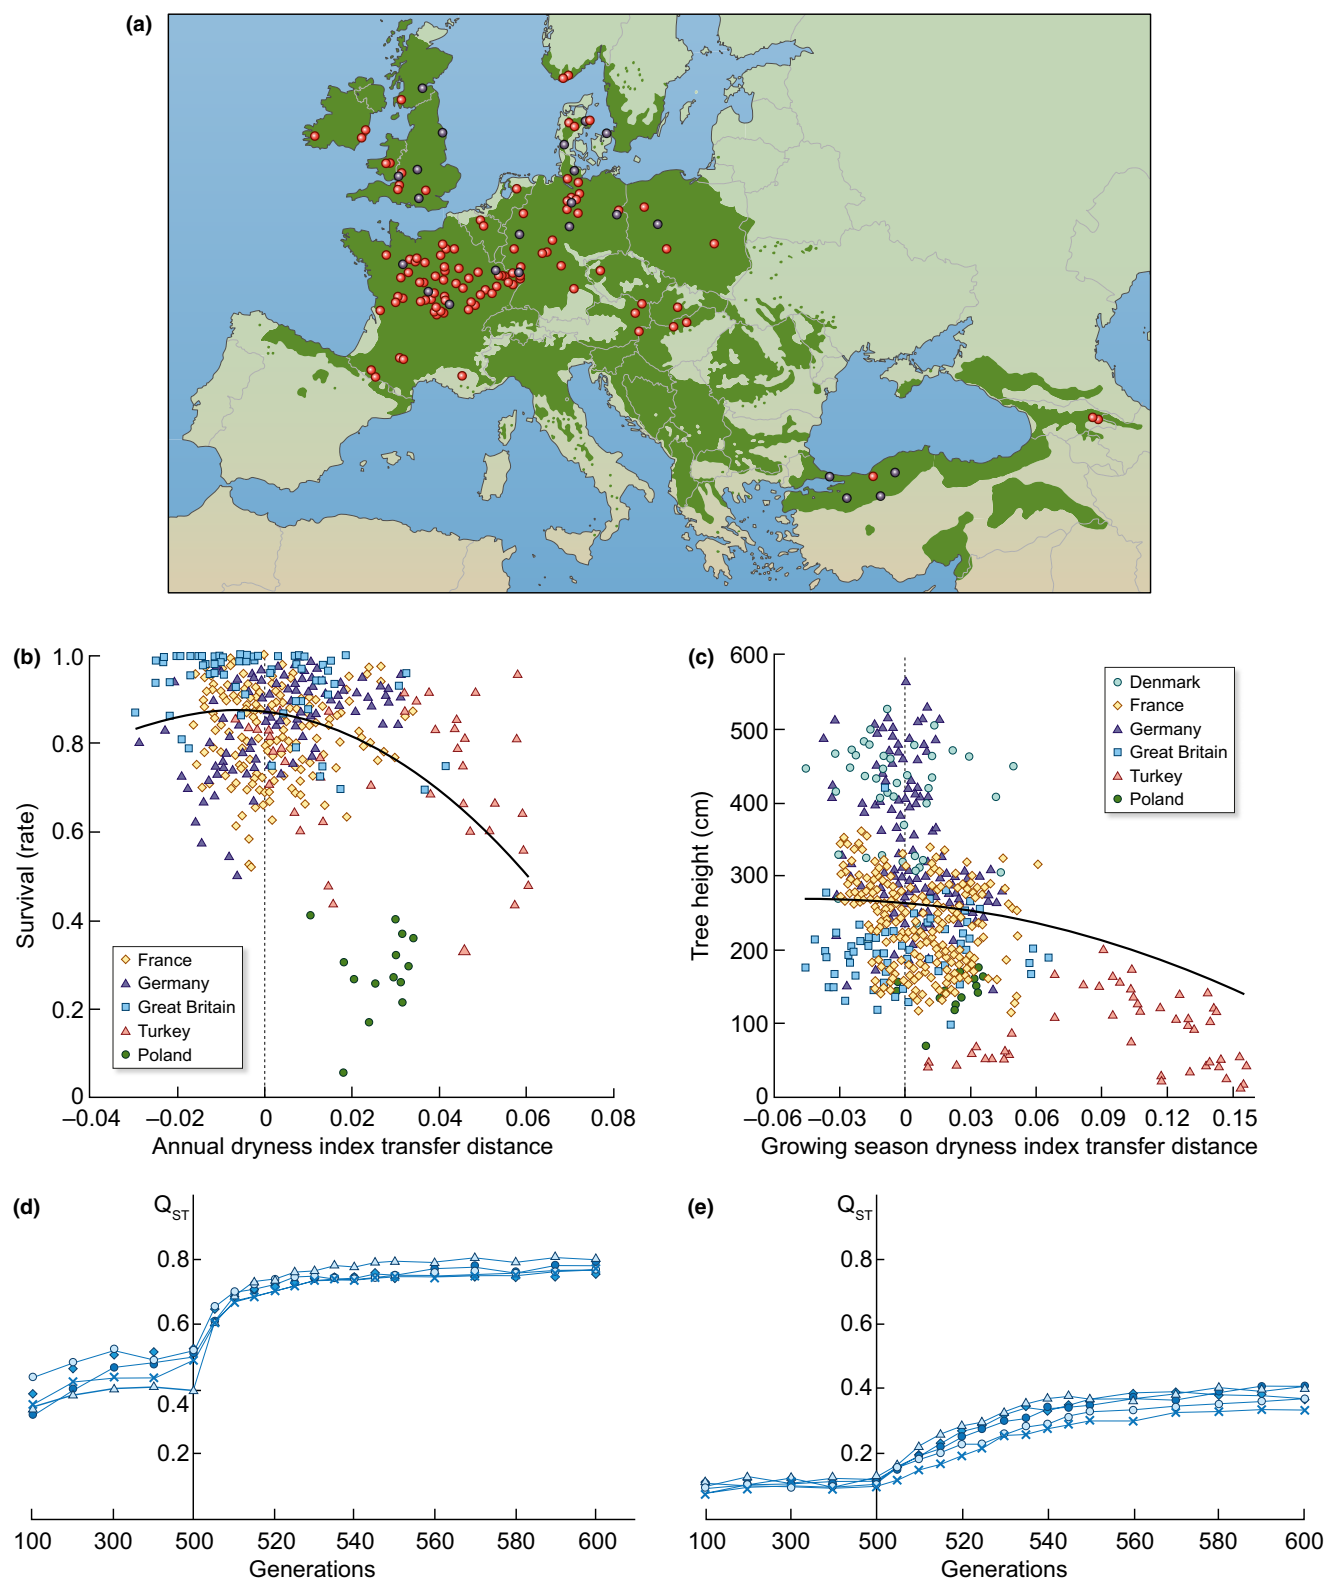 (a)
(b)
1.0
0.8
0.6
0.4
0.2
0
Survival (rate)
France
Germany
Great Britain
Turkey
Poland
–0.04 –0.02 0 0.02 0.04 0.06 0.08
Annual dryness index transfer distance
(c)
600
500
400
300
200
100
0
Tree height (cm)
Denmark
France
Germany
Great Britain
Turkey
Poland
–0.06 –0.03 0 0.03 0.06 0.09 0.12 0.15
Growing season dryness index transfer distance
(d)
QST
0.8
0.6
0.4
0.2
100 300 500 520 540 560 580 600
Generations
(e)
QST
0.8
0.6
0.4
0.2
100 300 500 520 540 560 580 600
Generations